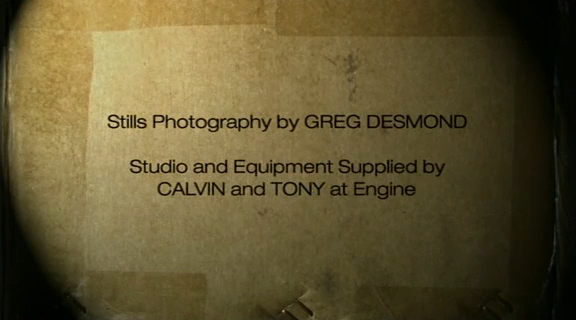 Stills Photography by GREG DESMOND
Studio and Equipment Supplied by
CALVIN and TONY at Engine